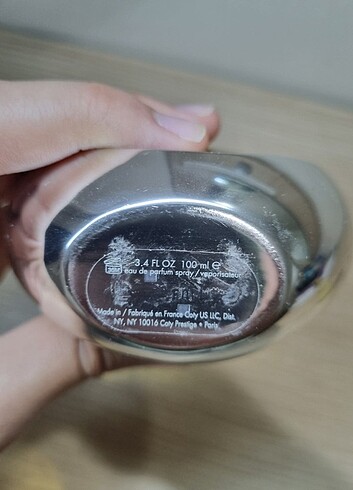 3.4 FL OZ 100 ml ℮
eau de parfum spray/vaporisateur
Made in / Fabriqué en France Coty US LLC, Dist.
NY, NY 10016 Coty Prestige • Paris